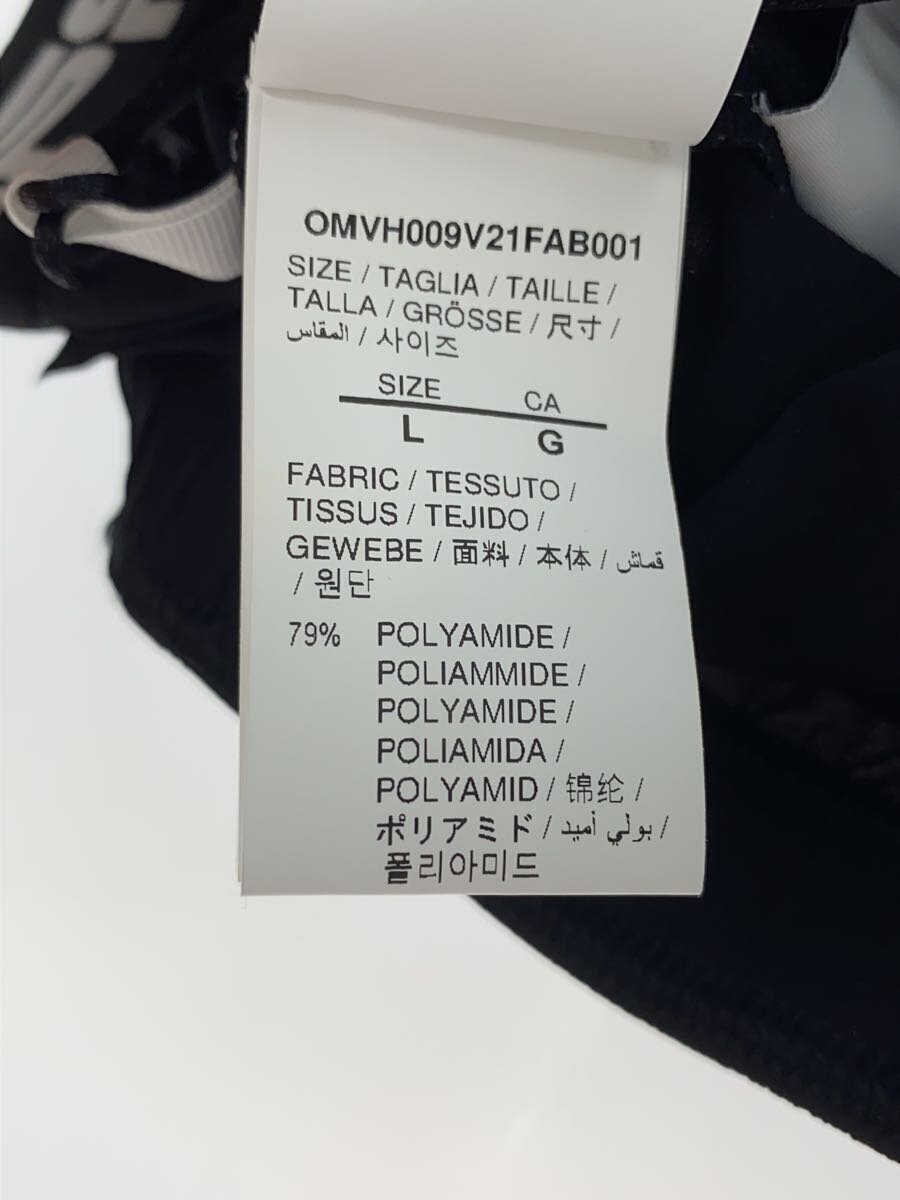 OMVH009V21FAB001
SIZE / TAGLIA / TAILLE /
TALLA / GRÖSSE / 尺寸 /
المقاس / 사이즈
SIZE CA
L G
FABRIC / TESSUTO /
TISSUS / TEJIDO /
GEWEBE / 面料 / 本体 / قماش
/ 원단
79% POLYAMIDE /
POLIAMMIDE /
POLYAMIDE /
POLIAMIDA /
POLYAMID / 锦纶 /
ポリアミド / بولي أميد /
폴리아미드